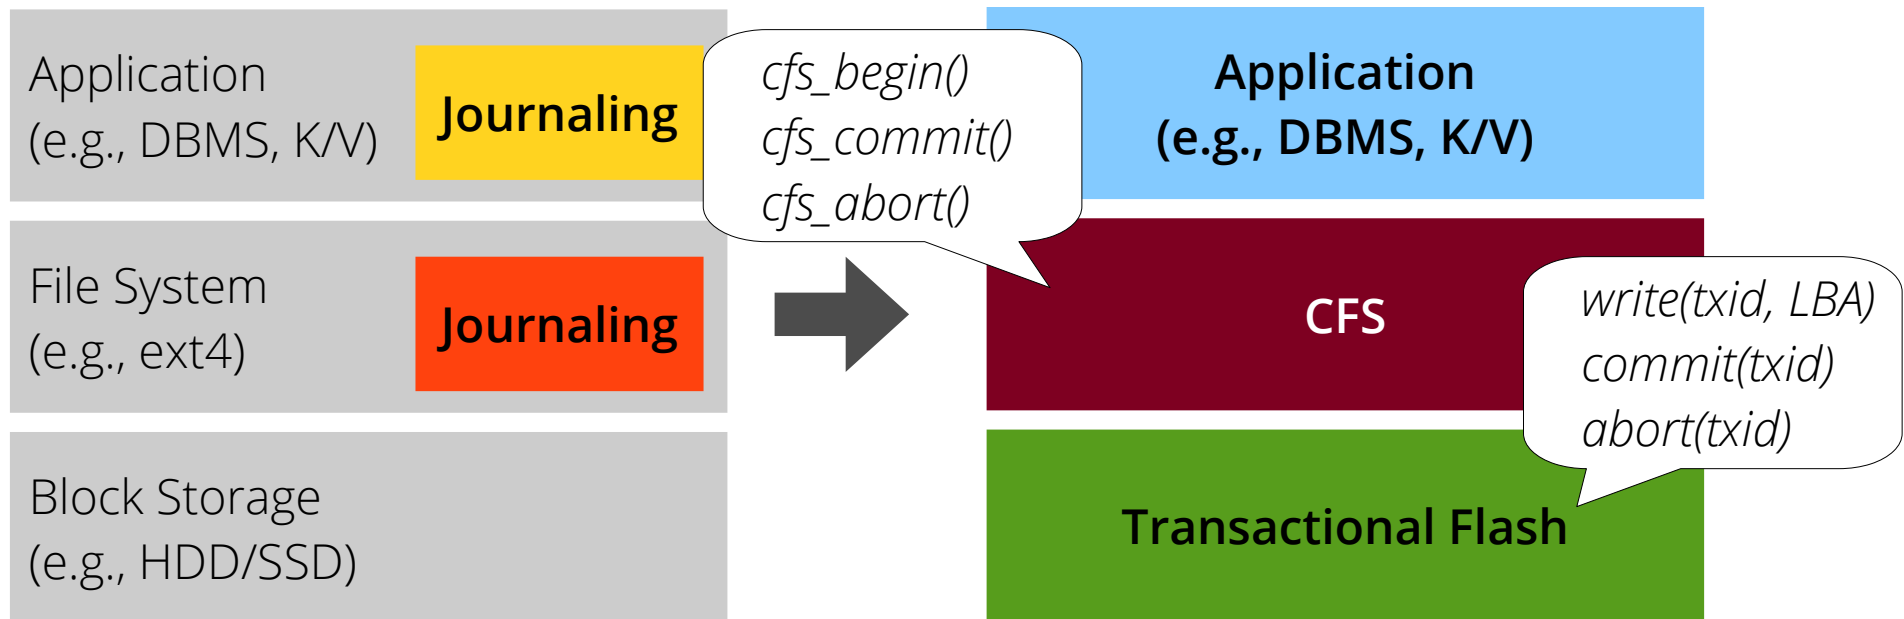 Application
(e.g., DBMS, K/V)
Journaling
File System
(e.g., ext4)
Journaling
Block Storage
(e.g., HDD/SSD)
cfs_begin()
cfs_commit()
cfs_abort()
Application
(e.g., DBMS, K/V)
CFS
write(txid, LBA)
commit(txid)
abort(txid)
Transactional Flash